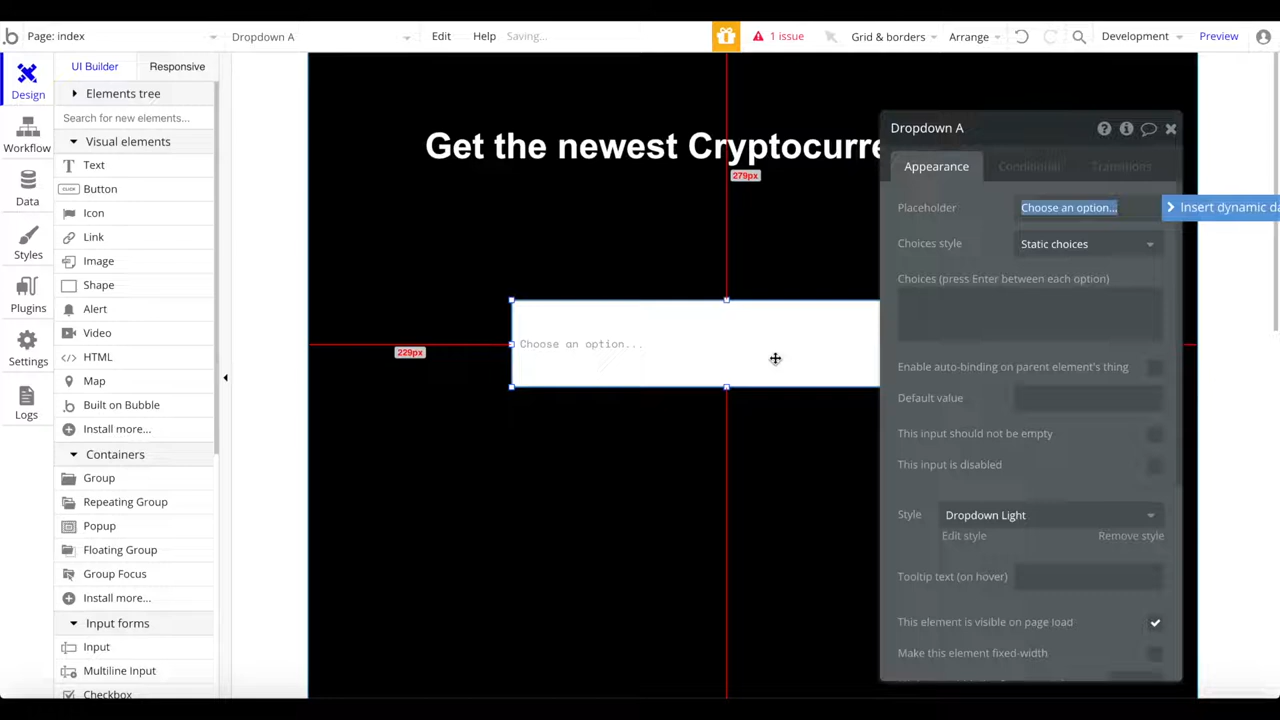 Page: index
Dropdown A
Edit
Help
Saving...
1 issue
Grid & borders
Arrange
Development
Preview
UI Builder
Responsive
Design
Workflow
Data
Styles
Plugins
Settings
Logs
Elements tree
Search for new elements...
Visual elements
Text
CLICK
Button
Icon
Link
Image
Shape
Alert
Video
HTML
Map
Built on Bubble
Install more...
Containers
Group
Repeating Group
Popup
Floating Group
Group Focus
Install more...
Input forms
Input
Multiline Input
Checkbox
Get the newest Cryptocurre
279px
229px
Choose an option...
Dropdown A
Appearance
Conditional
Transitions
Placeholder
Choose an option...
Insert dynamic da
Choices style
Static choices
Choices (press Enter between each option)
Enable auto-binding on parent element's thing
Default value
This input should not be empty
This input is disabled
Style
Dropdown Light
Edit style
Remove style
Tooltip text (on hover)
This element is visible on page load
Make this element fixed-width